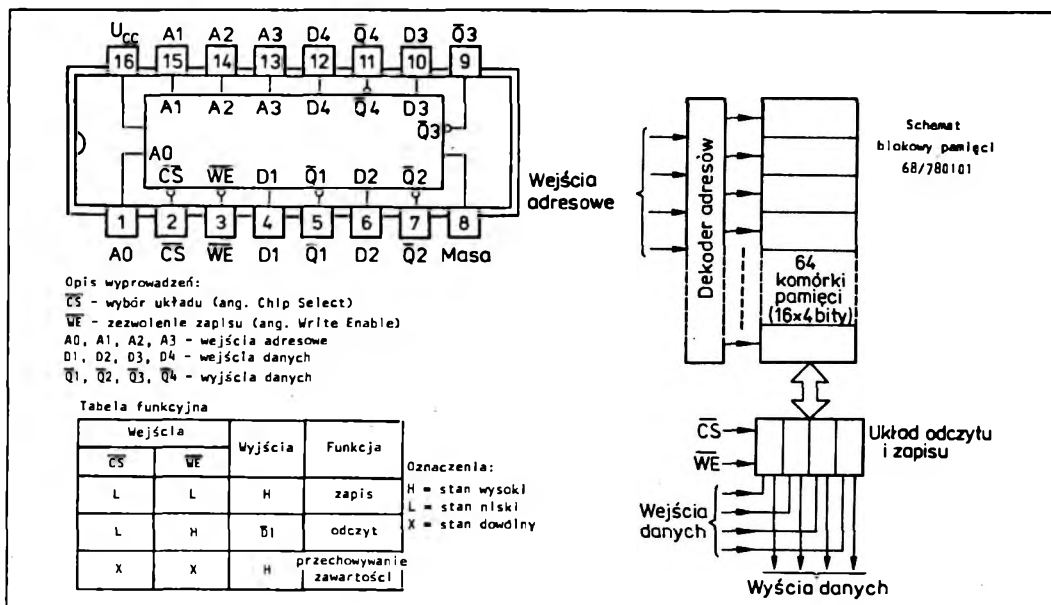 UCC A1 A2 A3 D4 Q̅4 D3 Q̅3
16 15 14 13 12 11 10 9
A1 A2 A3 D4 Q̅4 D3
Q̅3
A0
C̅S̅ W̅E̅ D1 Q̅1 D2 Q̅2
1 2 3 4 5 6 7 8
A0 C̅S̅ W̅E̅ D1 Q̅1 D2 Q̅2 Masa
Opis wyprowadzeń:
C̅S̅ - wybór układu (ang. Chip Select)
W̅E̅ - zezwolenie zapisu (ang. Write Enable)
A0, A1, A2, A3 - wejścia adresowe
D1, D2, D3, D4 - wejścia danych
Q̅1, Q̅2, Q̅3, Q̅4 - wyjścia danych
Tabela funkcyjna
Wejścia Wyjścia Funkcja
C̅S̅ W̅E̅
L L H zapis
L H D̅1 odczyt
X X H przechowywanie
zawartości
Oznaczenia:
H = stan wysoki
L = stan niski
X = stan dowolny
Wejścia
adresowe
Dekoder adresów
64
komórki
pamięci
(16x4 bity)
Schemat
blokowy pamięci
68/780101
C̅S̅
W̅E̅
Układ odczytu
i zapisu
Wejścia
danych
Wyścia danych